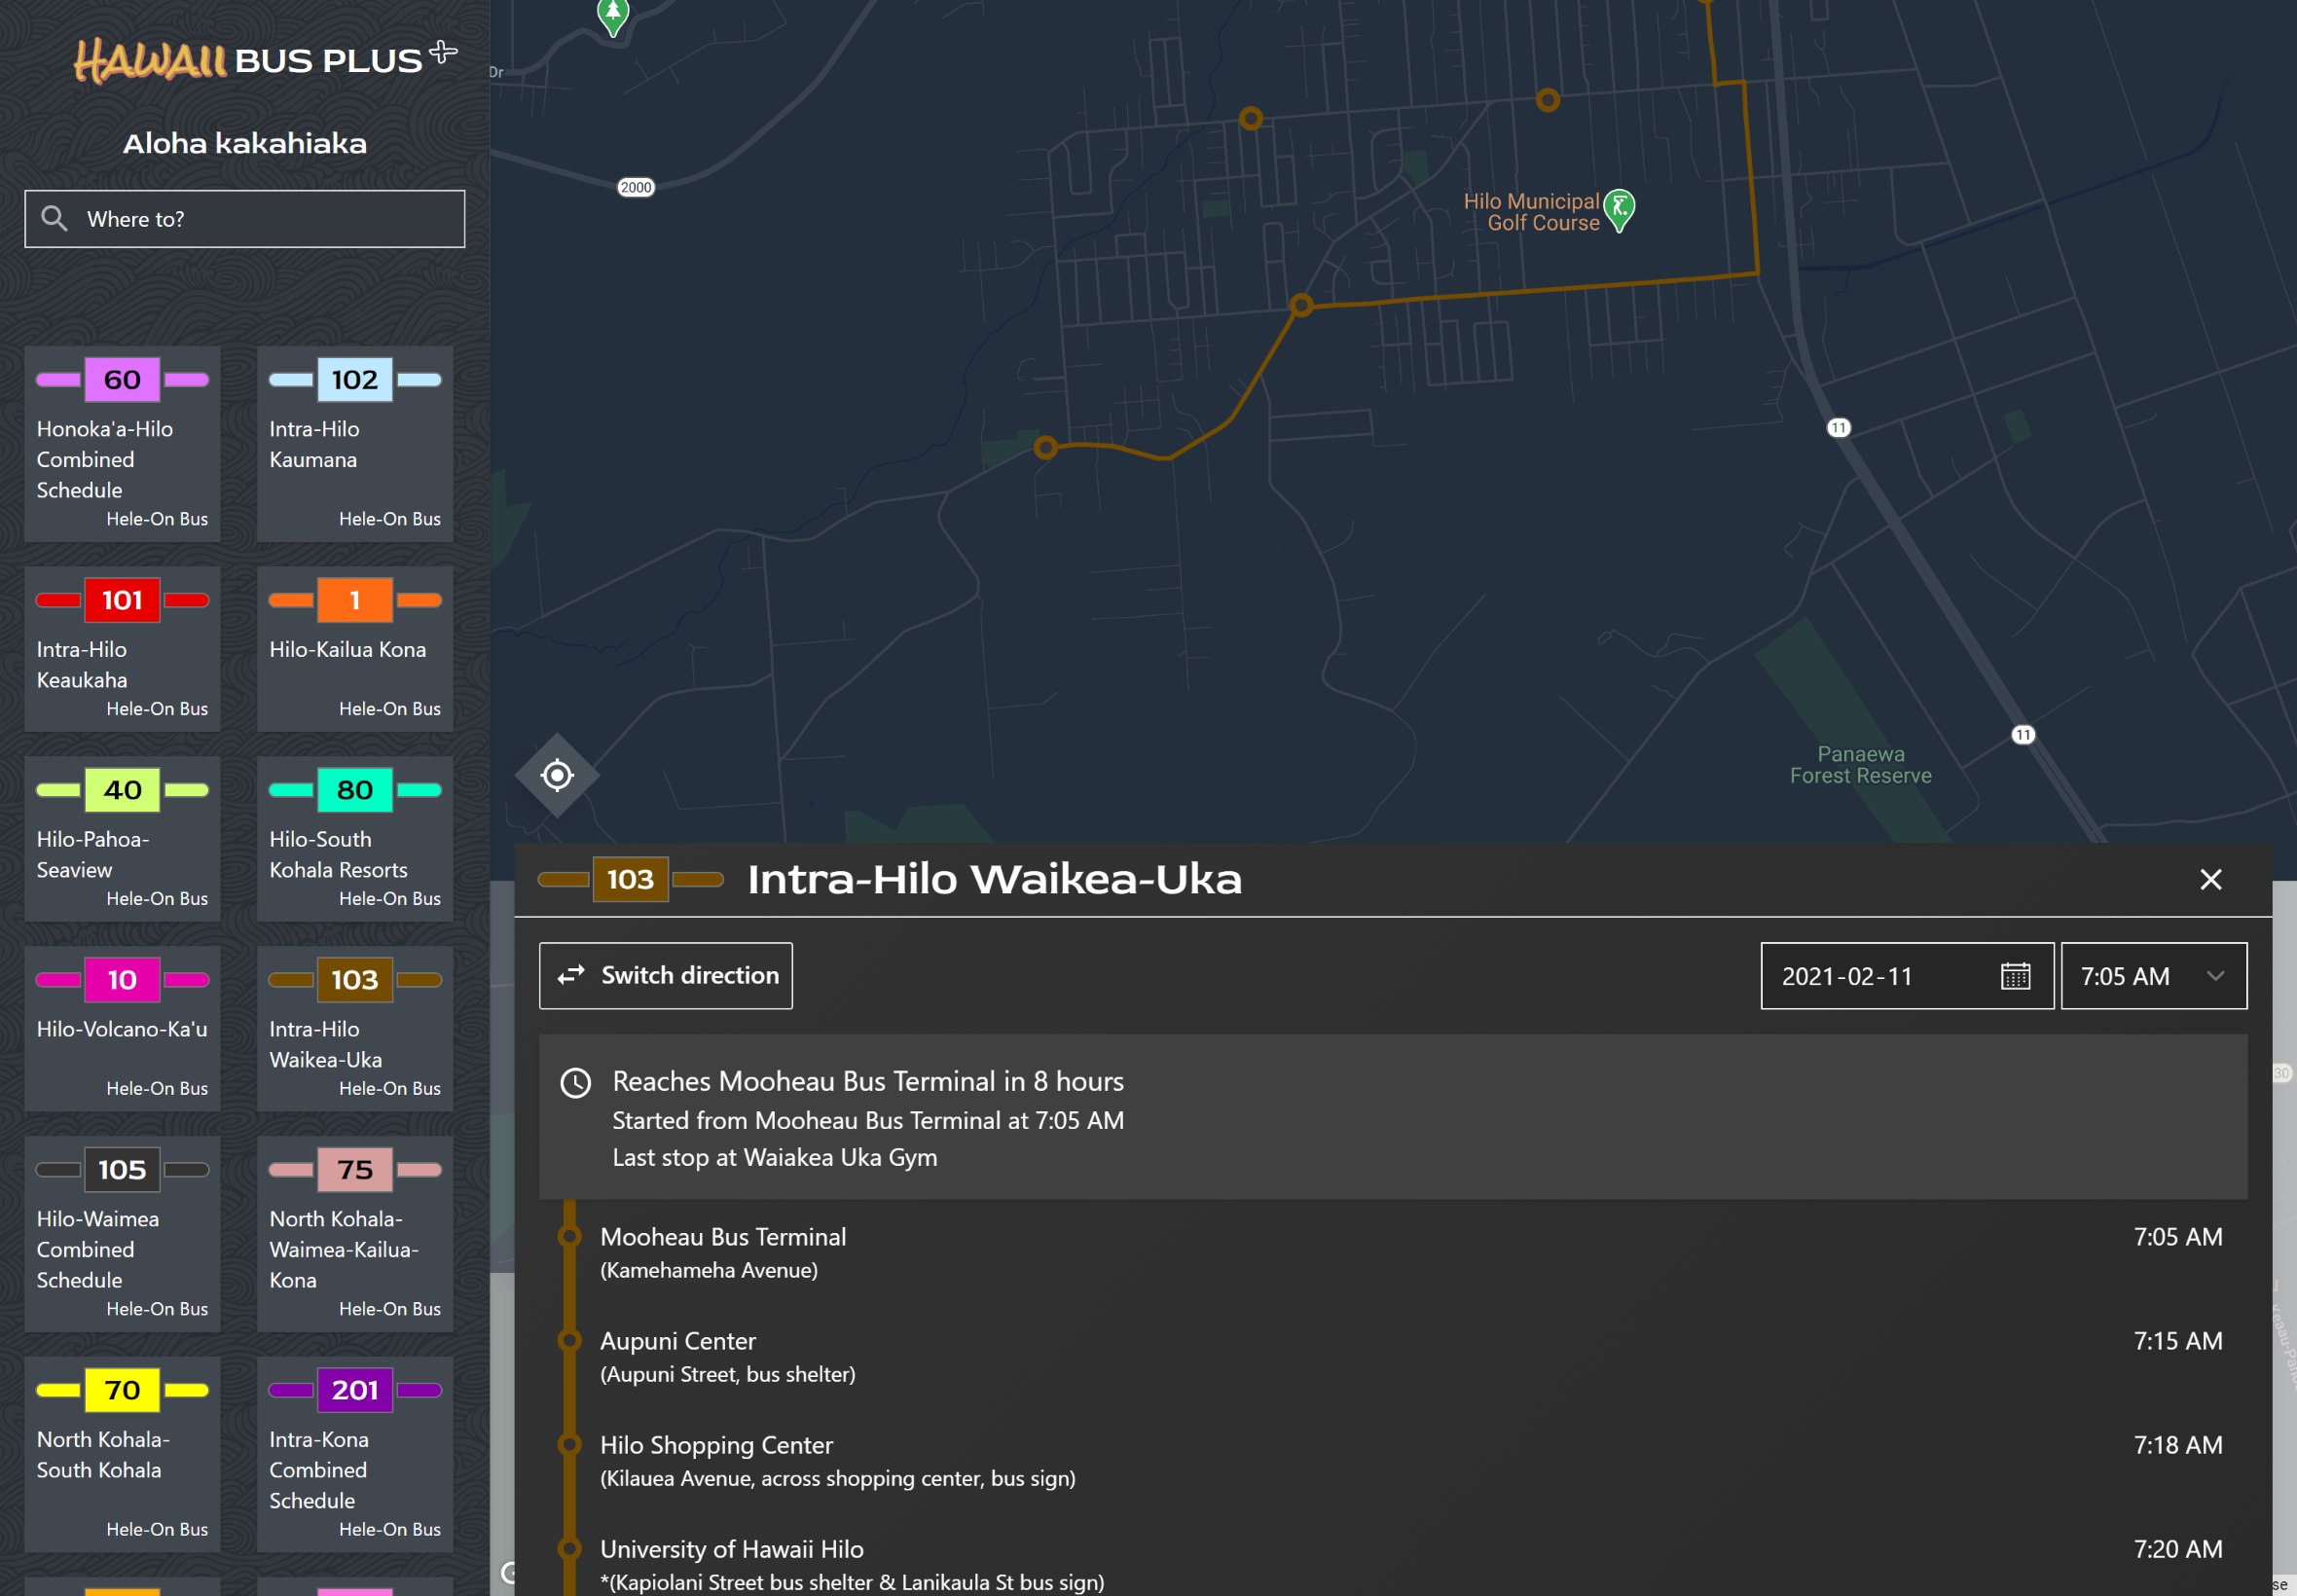 HAWAII BUS PLUS
Aloha kakahiaka
Where to?
60
Honoka'a-Hilo
Combined
Schedule
Hele-On Bus
102
Intra-Hilo
Kaumana
Hele-On Bus
101
Intra-Hilo
Keaukaha
Hele-On Bus
1
Hilo-Kailua Kona
Hele-On Bus
40
Hilo-Pahoa-
Seaview
Hele-On Bus
80
Hilo-South
Kohala Resorts
Hele-On Bus
10
Hilo-Volcano-Ka'u
Hele-On Bus
103
Intra-Hilo
Waikea-Uka
Hele-On Bus
105
Hilo-Waimea
Combined
Schedule
Hele-On Bus
75
North Kohala-
Waimea-Kailua-
Kona
Hele-On Bus
70
North Kohala-
South Kohala
Hele-On Bus
201
Intra-Kona
Combined
Schedule
Hele-On Bus
Dr
2000
Hilo Municipal
Golf Course
11
11
Panaewa
Forest Reserve
103 Intra-Hilo Waikea-Uka
Switch direction
2021-02-11
7:05 AM
Reaches Mooheau Bus Terminal in 8 hours
Started from Mooheau Bus Terminal at 7:05 AM
Last stop at Waiakea Uka Gym
Mooheau Bus Terminal 7:05 AM
(Kamehameha Avenue)
Aupuni Center 7:15 AM
(Aupuni Street, bus shelter)
Hilo Shopping Center 7:18 AM
(Kilauea Avenue, across shopping center, bus sign)
University of Hawaii Hilo 7:20 AM
*(Kapiolani Street bus shelter & Lanikaula St bus sign)
30
se